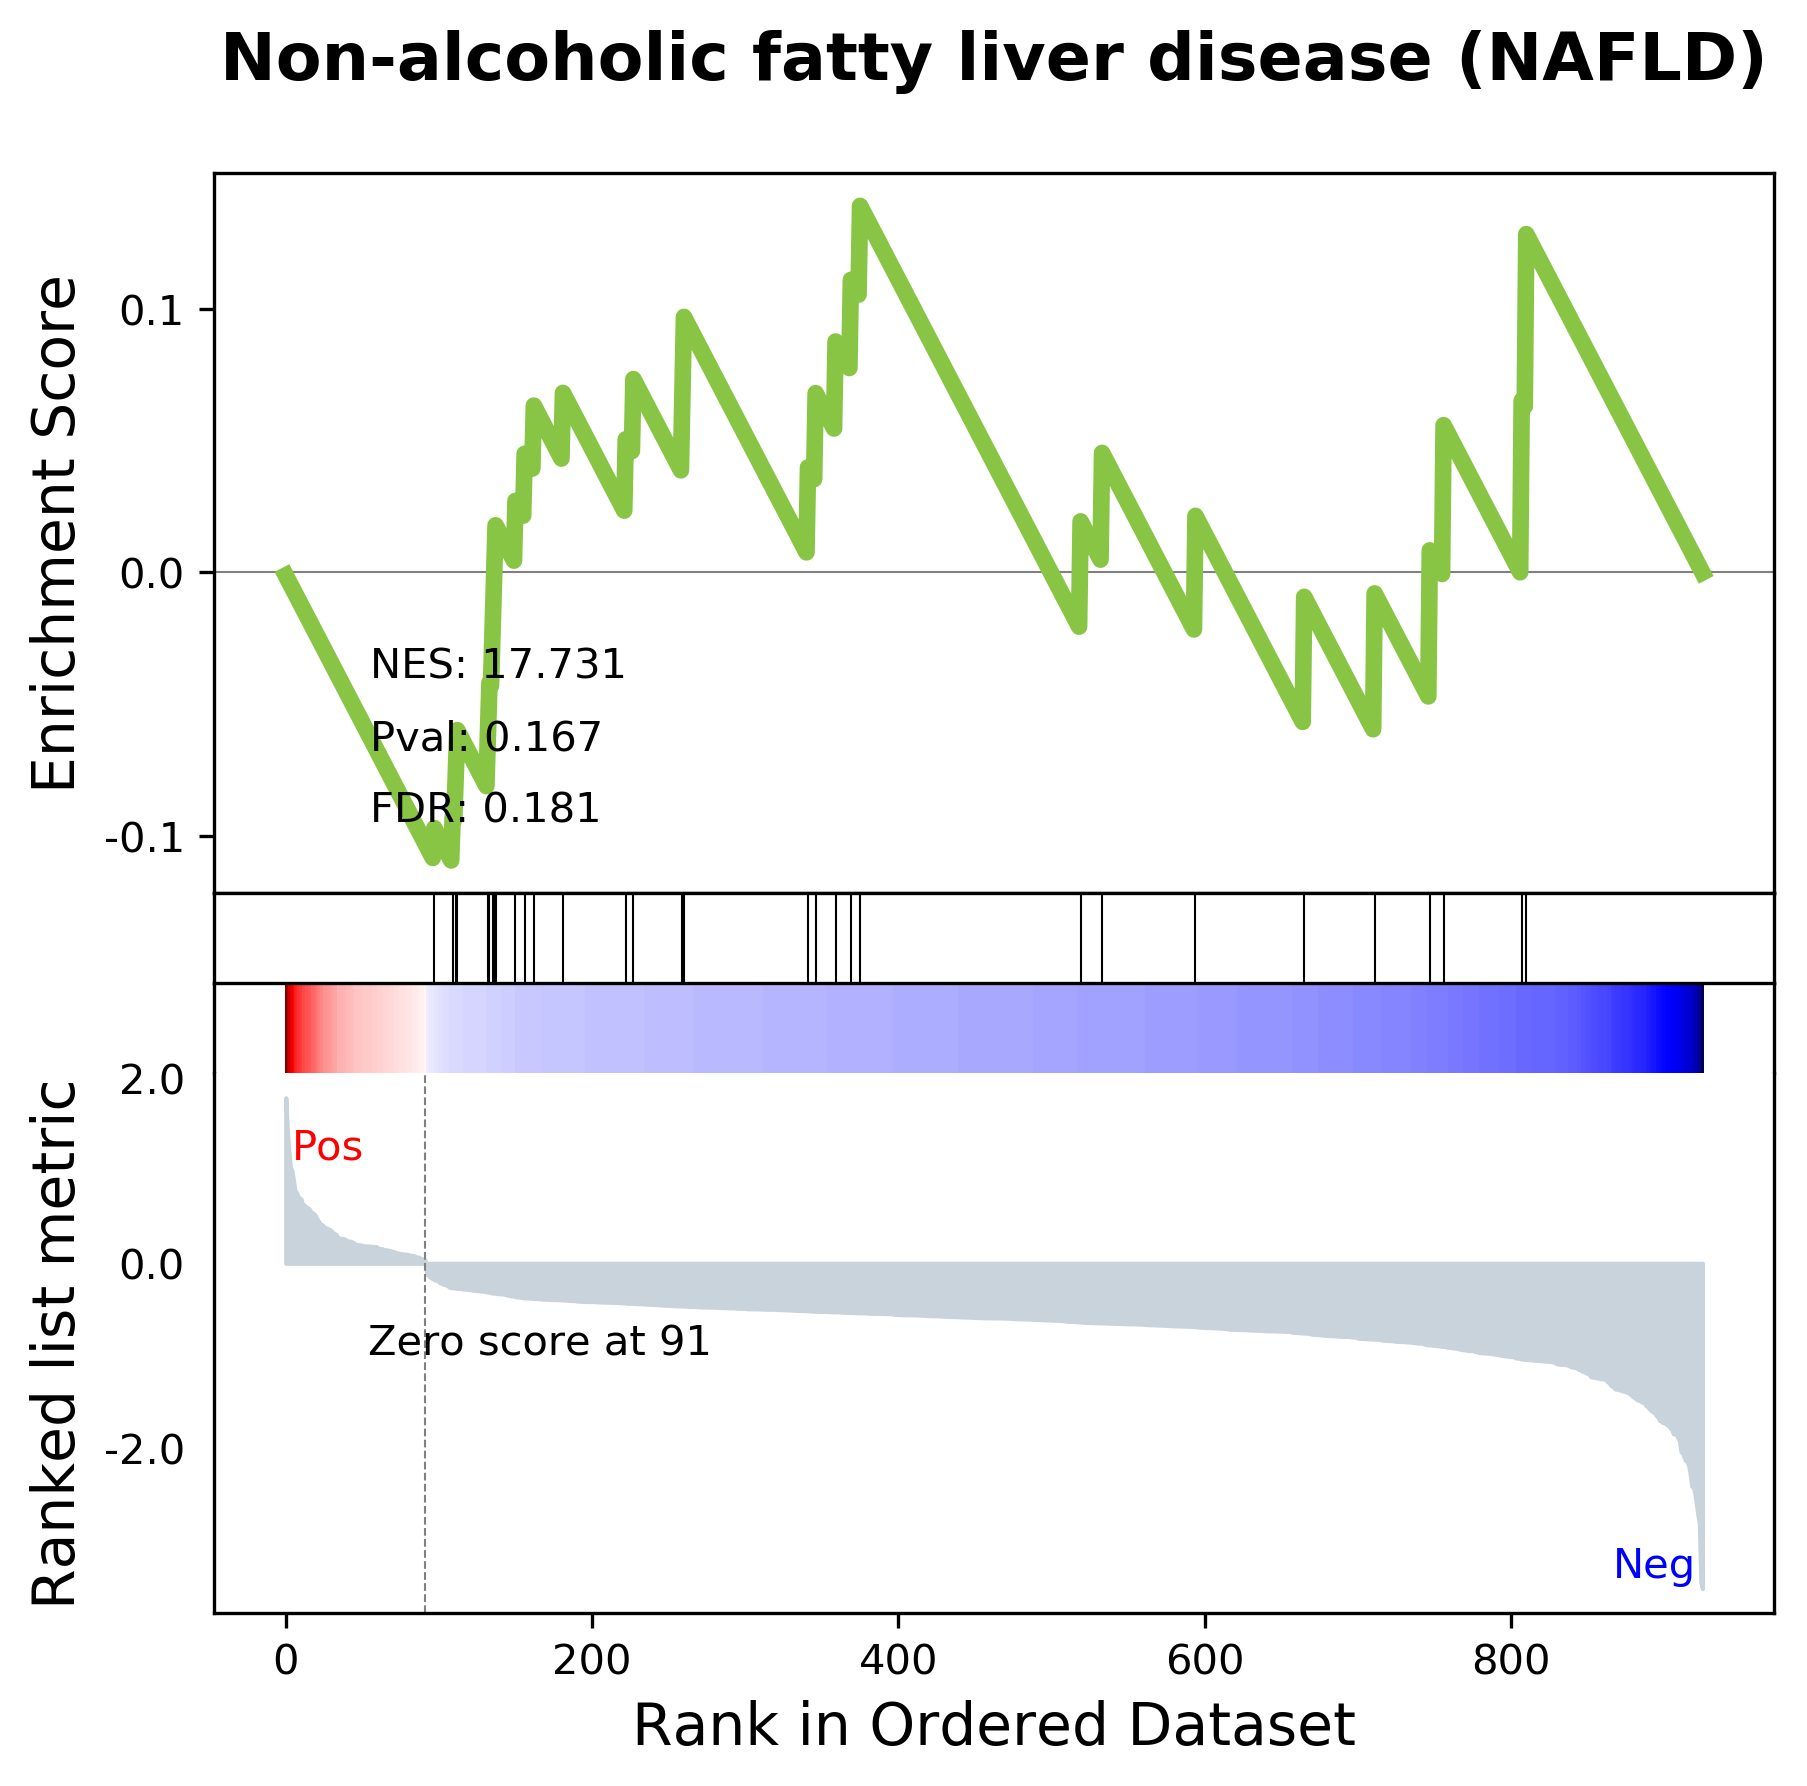 Non-alcoholic fatty liver disease (NAFLD)
Enrichment Score
0.1
0.0
-0.1
NES: 17.731
Pval: 0.167
FDR: 0.181
Ranked list metric
2.0
0.0
-2.0
Pos
Zero score at 91
Neg
0 200 400 600 800
Rank in Ordered Dataset